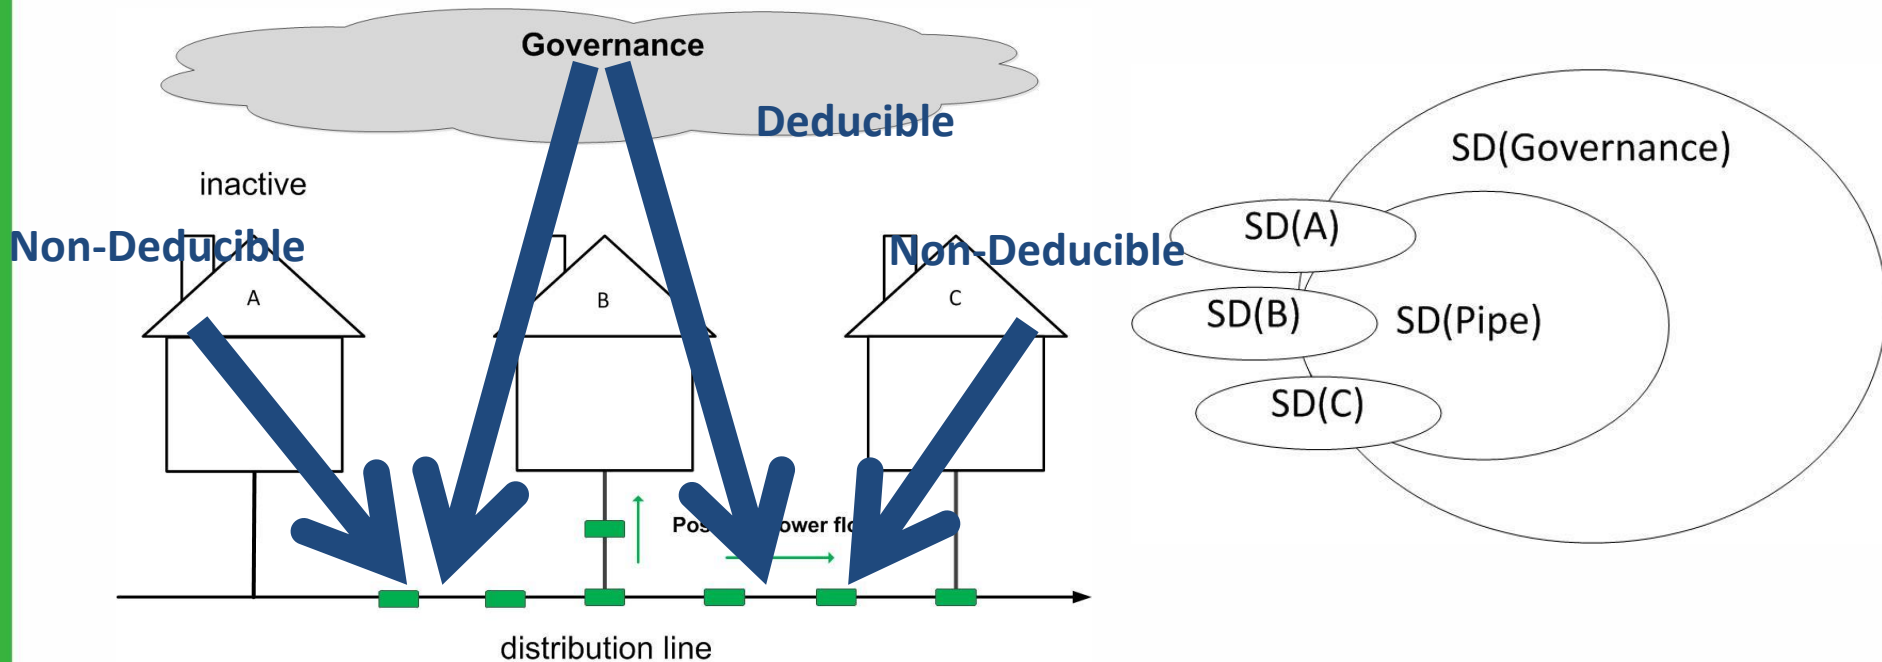 Governance
Deducible
inactive
Non-Deducible
Non-Deducible
A
B
C
distribution line
SD(Governance)
SD(A)
SD(B)
SD(Pipe)
SD(C)